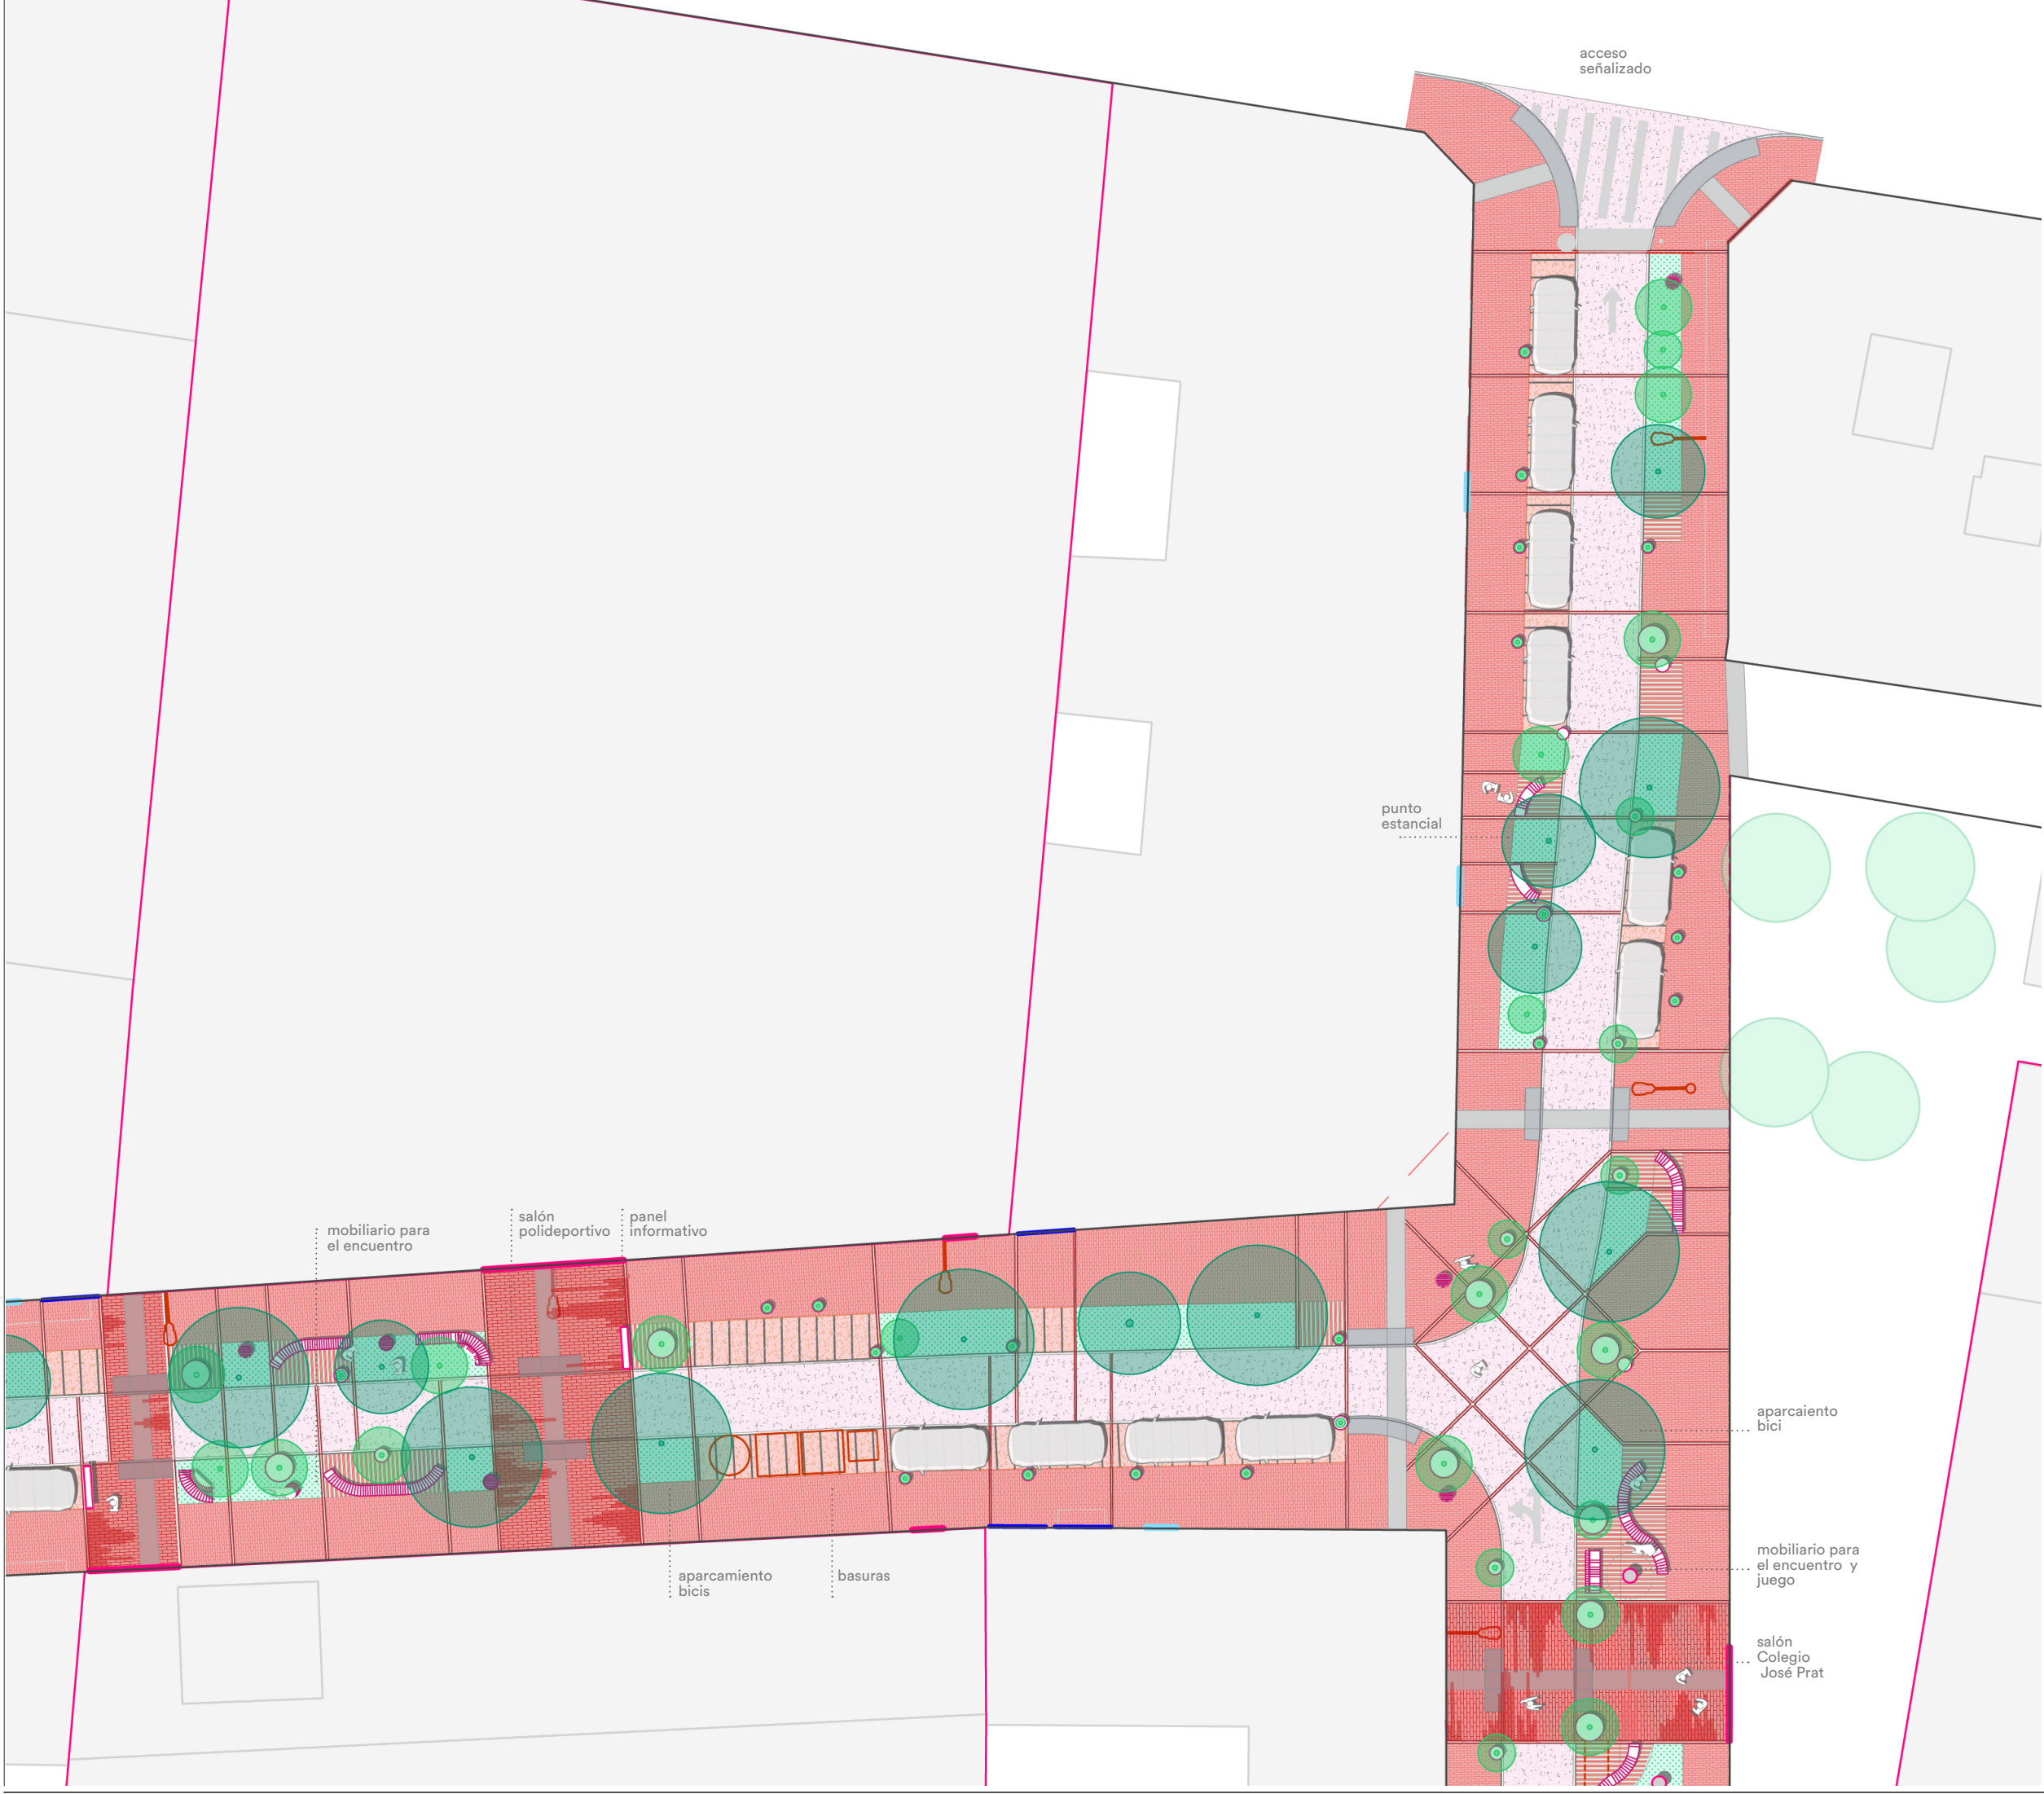 acceso
señalizado
punto
estancial
mobiliario para
el encuentro
salón
polideportivo
panel
informativo
aparcaiento
bici
mobiliario para
el encuentro y
juego
aparcamiento
bicis
basuras
salón
Colegio
José Prat